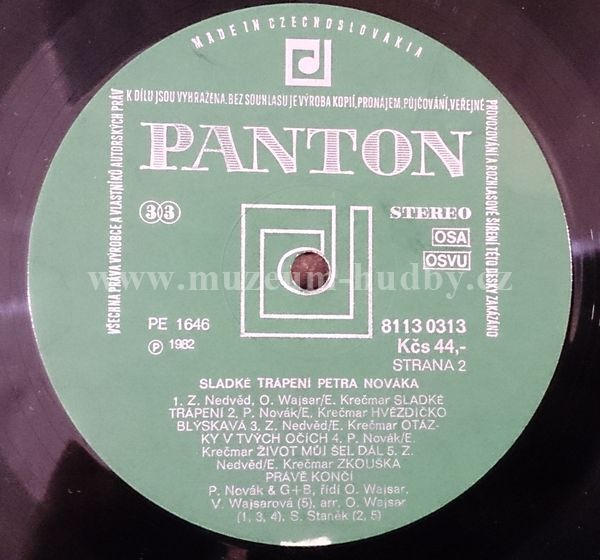 MADE IN CZECHOSLOVAKIA
VŠECHNA PRÁVA VÝROBCE A VLASTNÍKŮ AUTORSKÝCH PRÁV
K DÍLU JSOU VYHRAŽENA. BEZ SOUHLASU JE VÝROBA KOPIÍ, PRONÁJEM, PŮJČOVÁNÍ, VEŘEJNÉ
PROVOZOVÁNÍ A ROZHLASOVÉ ŠÍŘENÍ TÉTO DESKY ZAKÁZÁNO
PANTON
33
STEREO
OSA
OSVU
www.muzeum-hudby.cz
PE 1646
8113 0313
Ⓟ 1982
Kčs 44,-
STRANA 2
SLADKÉ TRÁPENÍ PETRA NOVÁKA
1. Z. Nedvěd, O. Wajsar/E. Krečmar SLADKÉ
TRÁPENÍ 2, P. Novák/E. Krečmar HVĚZDIČKO
BLÝSKAVÁ 3, Z. Nedvěd/E. Krečmar OTÁZ-
KY V TVÝCH OČÍCH 4. P. Novák/E.
Krečmar ŽIVOT MŮJ ŠEL DÁL 5. Z.
Nedvěd/E. Krečmar ZKOUŠKA
PRÁVĚ KONČÍ
P. Novák & G+B, řídí O. Wajsar,
V. Wajsarová (5), arr. O. Wajsar
(1, 3, 4), S. Staněk (2, 5)